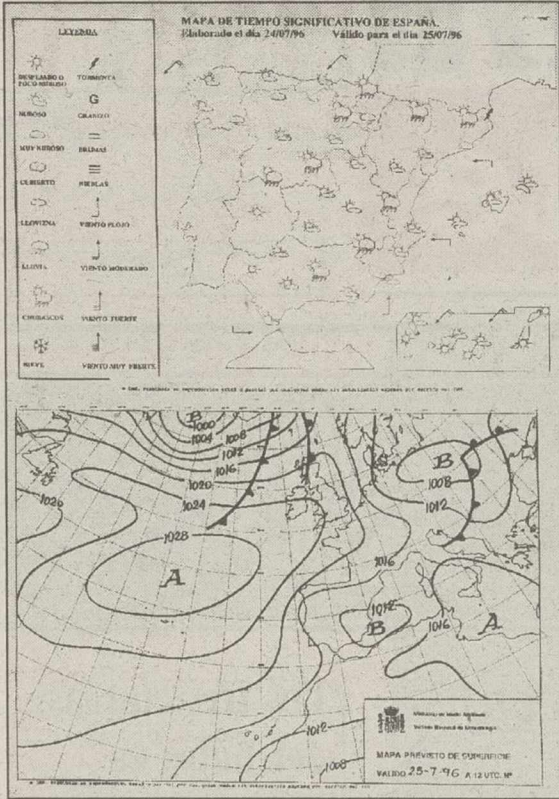 MAPA DE TIEMPO SIGNIFICATIVO DE ESPAÑA.
Elaborado el día 24/07/96 Válido para el día 25/07/96
LEYENDA
DESPEJADO O POCO NUBOSO
TORMENTA
NUBOSO
G
GRANIZO
MUY NUBOSO
BRUMAS
CUBIERTO
NIEBLAS
LLOVIZNA
VIENTO FLOJO
LLUVIA
VIENTO MODERADO
CHUBASCOS
VIENTO FUERTE
NIEVE
VIENTO MUY FUERTE
B
1000
1004
1008
1012
1016
1020
1020
1024
1028
A
B
1008
1012
1016
1012
B
1016
A
1012
1008
MAPA PREVISTO DE SUPERFICIE
VALIDO 25-7-96 A 12 UTC. Nº